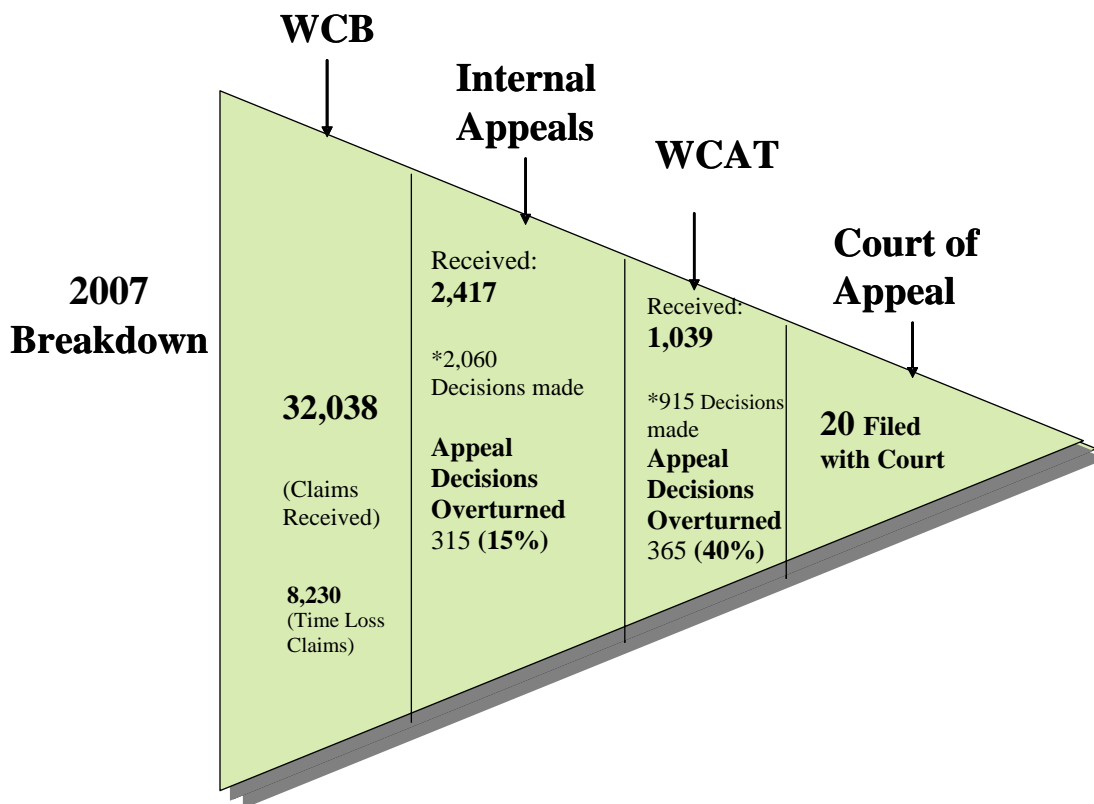 WCB
Internal
Appeals
WCAT
Court of
Appeal
2007
Breakdown
32,038
(Claims
Received)
8,230
(Time Loss
Claims)
Received:
2,417
*2,060
Decisions made
Appeal
Decisions
Overturned
315 (15%)
Received:
1,039
*915 Decisions
made
Appeal
Decisions
Overturned
365 (40%)
20 Filed
with Court